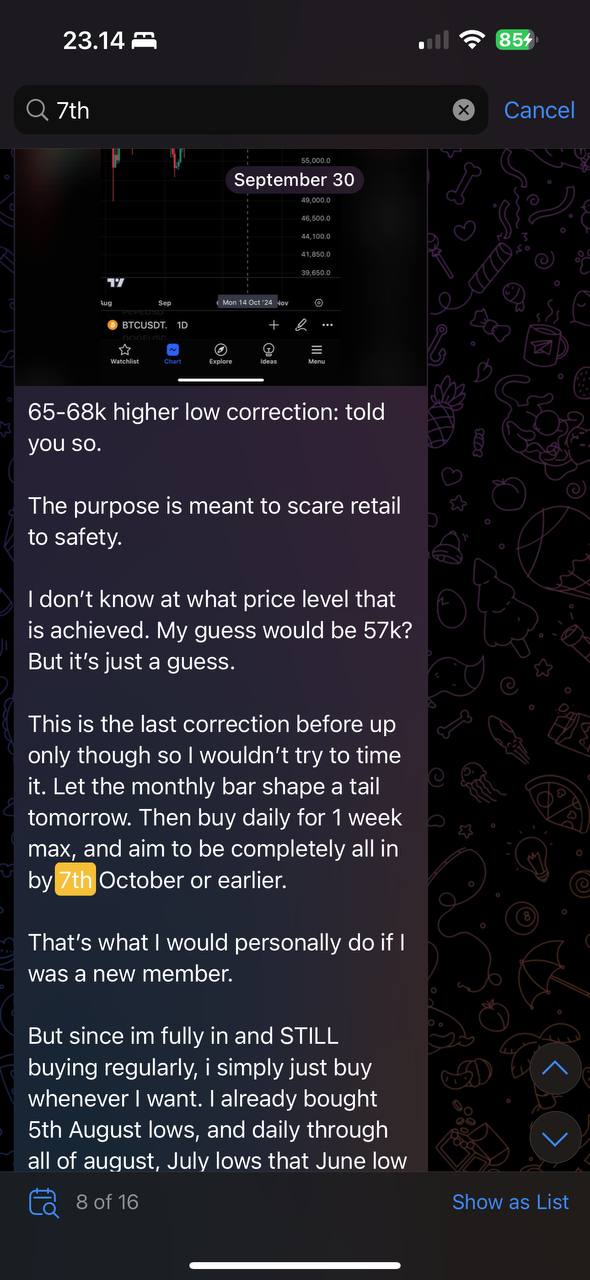 23.14
85
7th
Cancel
55,000.0
September 30
49,000.0
46,500.0
44,100.0
41,850.0
39,650.0
Sep
Mon 14 Oct '24
BTCUSDT. 1D
Watchlist
Chart
Explore
Ideas
Menu
65-68k higher low correction: told
you so.
The purpose is meant to scare retail
to safety.
I don't know at what price level that
is achieved. My guess would be 57k?
But it's just a guess.
This is the last correction before up
only though so I wouldn't try to time
it. Let the monthly bar shape a tail
tomorrow. Then buy daily for 1 week
max, and aim to be completely all in
by 7th October or earlier.
That's what I would personally do if I
was a new member.
But since im fully in and STILL
buying regularly, i simply just buy
whenever I want. I already bought
5th August lows, and daily through
all of august, July lows that June low
8 of 16
Show as List